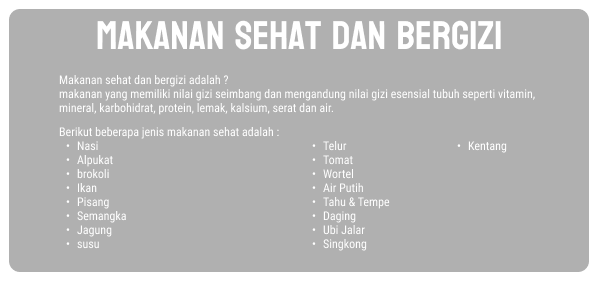 MAKANAN SEHAT DAN BERGIZI
Makanan sehat dan bergizi adalah ?
makanan yang memiliki nilai gizi seimbang dan mengandung nilai gizi esensial tubuh seperti vitamin,
mineral, karbohidrat, protein, lemak, kalsium, serat dan air.
Berikut beberapa jenis makanan sehat adalah :
• Nasi
• Alpukat
• brokoli
• Ikan
• Pisang
• Semangka
• Jagung
• susu
• Telur
• Tomat
• Wortel
• Air Putih
• Tahu & Tempe
• Daging
• Ubi Jalar
• Singkong
• Kentang